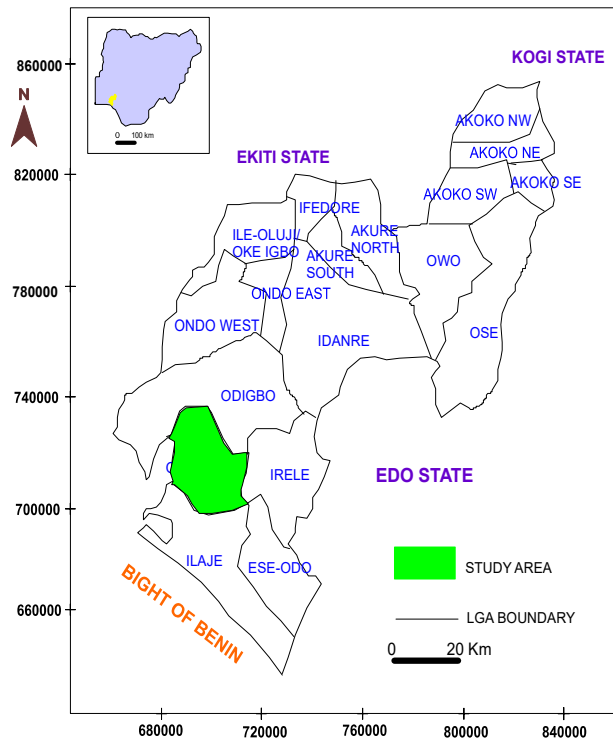 860000
820000
780000
740000
700000
660000
N
0 100 km
KOGI STATE
EKITI STATE
AKOKO NW
AKOKO NE
AKOKO SE
AKOKO SW
IFEDORE
ILE-OLUJI/
OKE IGBO
AKURE
NORTH
AKURE
SOUTH
OWO
ONDO EAST
ONDO WEST
IDANRE
OSE
ODIGBO
IRELE
EDO STATE
ILAJE
ESE-ODO
BIGHT OF BENIN
STUDY AREA
LGA BOUNDARY
0 20 Km
680000 720000 760000 800000 840000